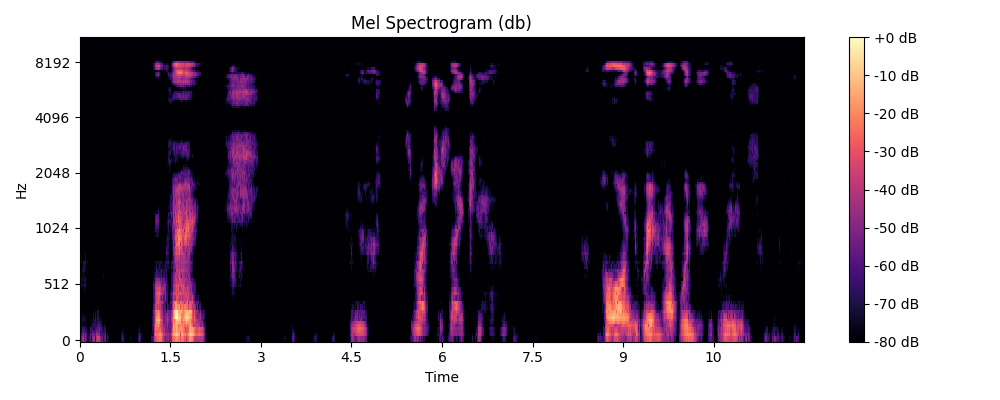 Mel Spectrogram (db)
8192
4096
2048
1024
512
0
Hz
0 1.5 3 4.5 6 7.5 9 10
Time
+0 dB
-10 dB
-20 dB
-30 dB
-40 dB
-50 dB
-60 dB
-70 dB
-80 dB